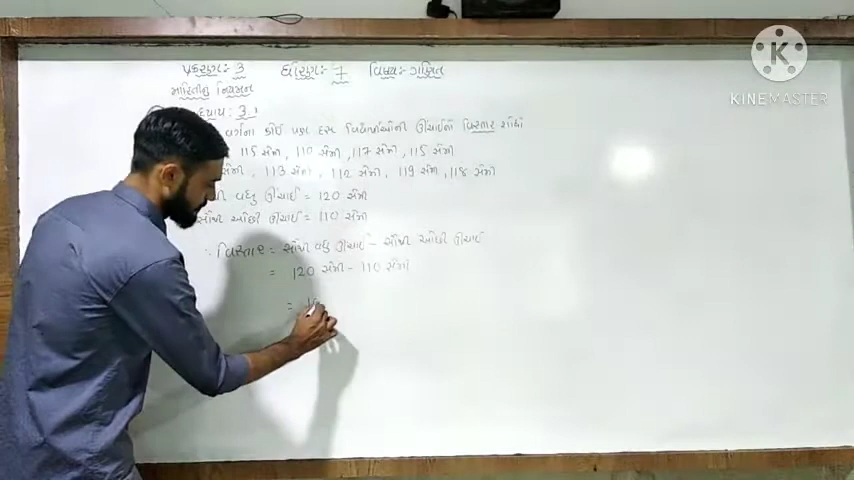 પ્રકરણ:- 3 ધોરણ:- 7 વિષય:- ગણિત
માહિતીનું નિયમન
3.1
વર્ગના કોઈ પણ દસ વિદ્યાર્થીઓની ઊંચાઈનો વિસ્તાર શોધો
115 સેમી, 110 સેમી, 117 સેમી, 115 સેમી
સેમી, 113 સેમી, 112 સેમી, 119 સેમી, 118 સેમી
વધુ ઊંચાઈ = 120 સેમી
સૌથી ઓછી ઊંચાઈ = 110 સેમી
∴ વિસ્તાર = સૌથી વધુ ઊંચાઈ - સૌથી ઓછી ઊંચાઈ
= 120 સેમી - 110 સેમી
=
K
KINEMASTER